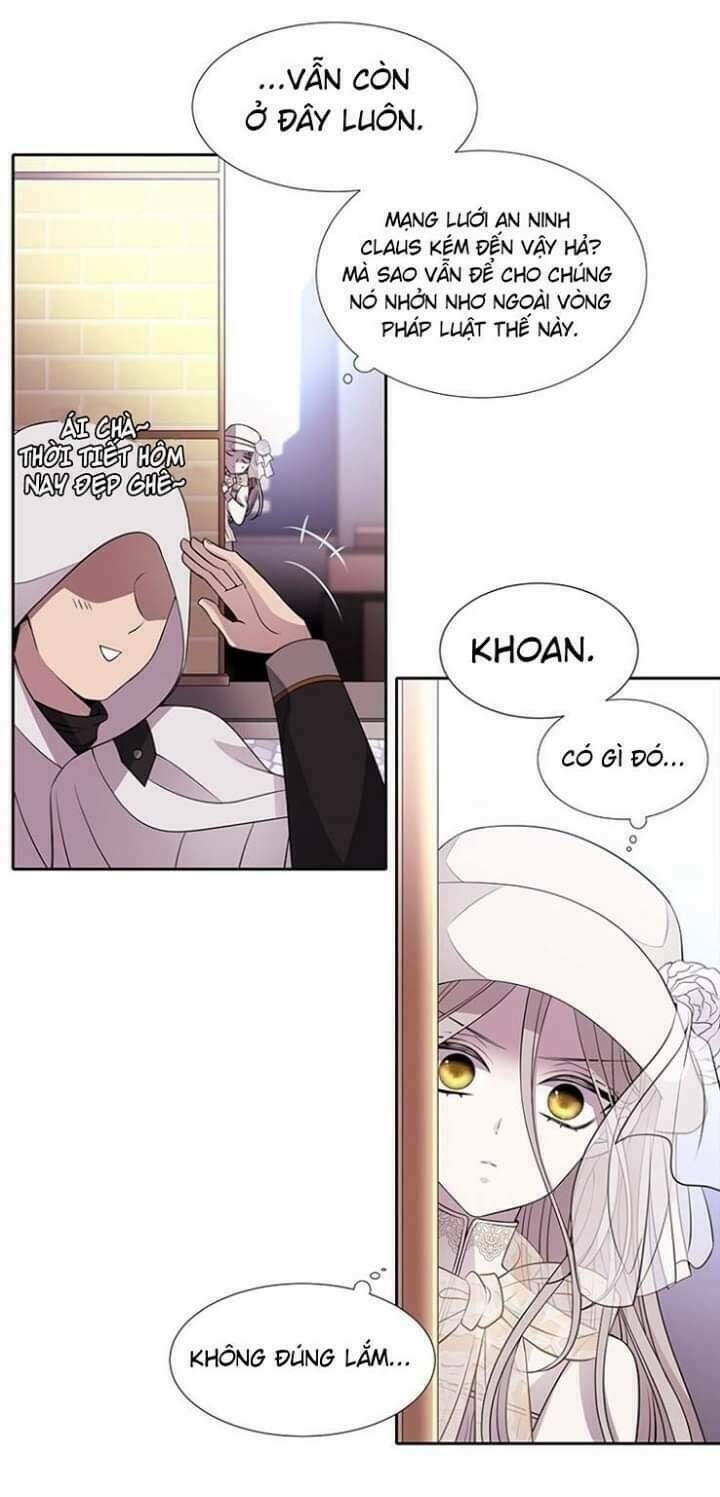 ...VẪN CÒN
Ở ĐÂY LUÔN.
MẠNG LƯỚI AN NINH
CLAUS KÉM ĐẾN VẬY HẢ?
MÀ SAO VẪN ĐỂ CHO CHÚNG
NÓ NHỞN NHƠ NGOÀI VÒNG
PHÁP LUẬT THẾ NÀY.
ÁI CHÀ~
THỜI TIẾT HÔM
NAY ĐẸP GHÊ~
KHOAN.
CÓ GÌ ĐÓ...
KHÔNG ĐÚNG LẮM...